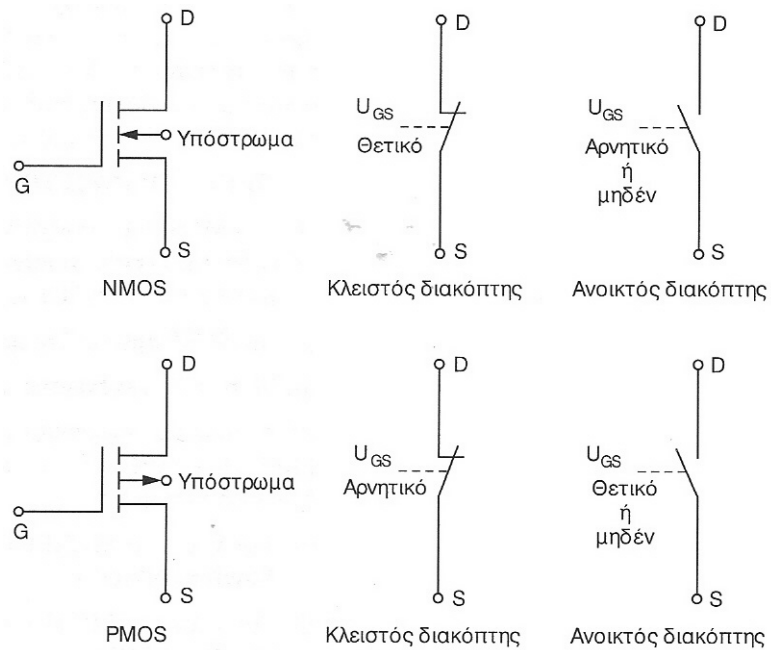 D
Υπόστρωμα
G
S
NMOS
D
U_GS
Θετικό
S
Κλειστός διακόπτης
D
U_GS
Αρνητικό
ή
μηδέν
S
Ανοικτός διακόπτης
D
Υπόστρωμα
G
S
PMOS
D
U_GS
Αρνητικό
S
Κλειστός διακόπτης
D
U_GS
Θετικό
ή
μηδέν
S
Ανοικτός διακόπτης